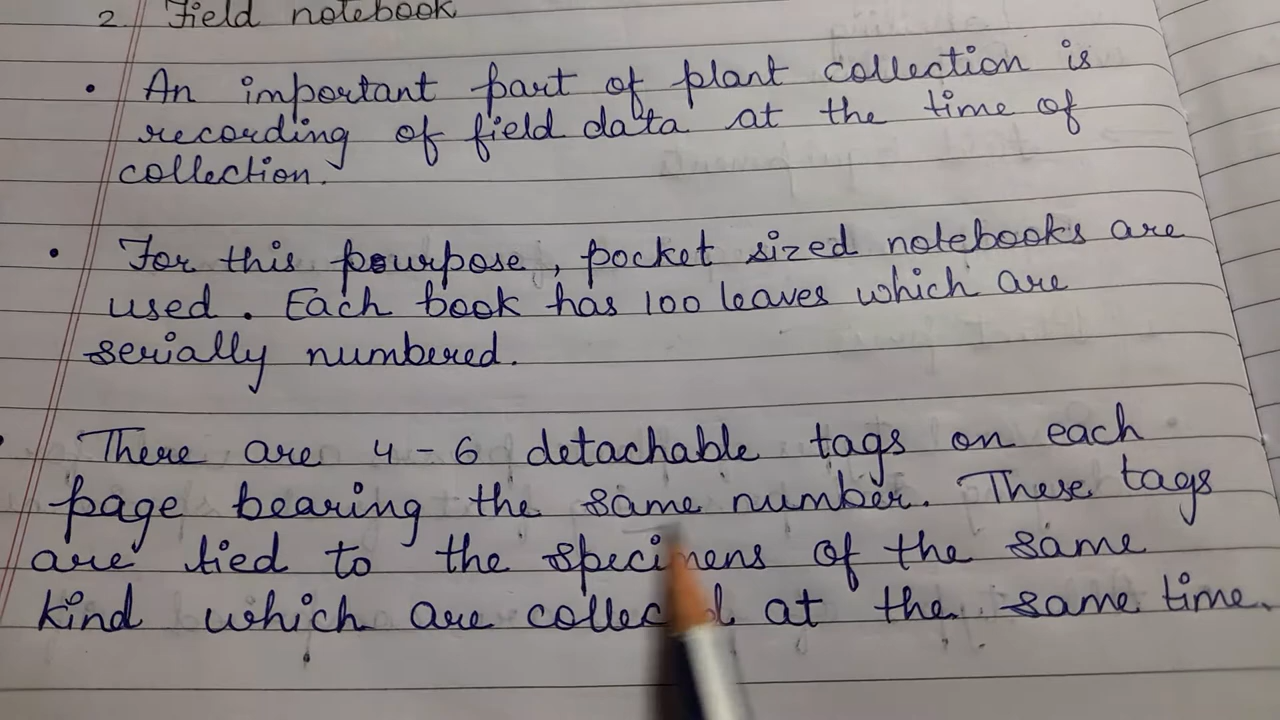 2. Field notebook
• An important part of plant collection is
recording of field data at the time of
collection.
• For this pourpose, pocket sized notebooks are
used. Each book has 100 leaves which are
serially numbered.
• There are 4-6 detachable tags on each
page bearing the same number. These tags
are tied to the specimens of the same
kind which are at the same time.